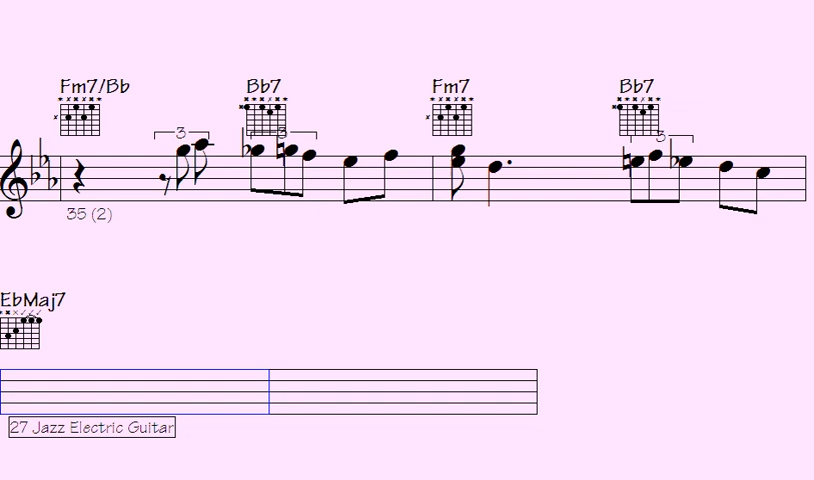 Fm7/Bb Bb7 Fm7 Bb7
3 3 3
35 (2)
EbMaj7
27 Jazz Electric Guitar